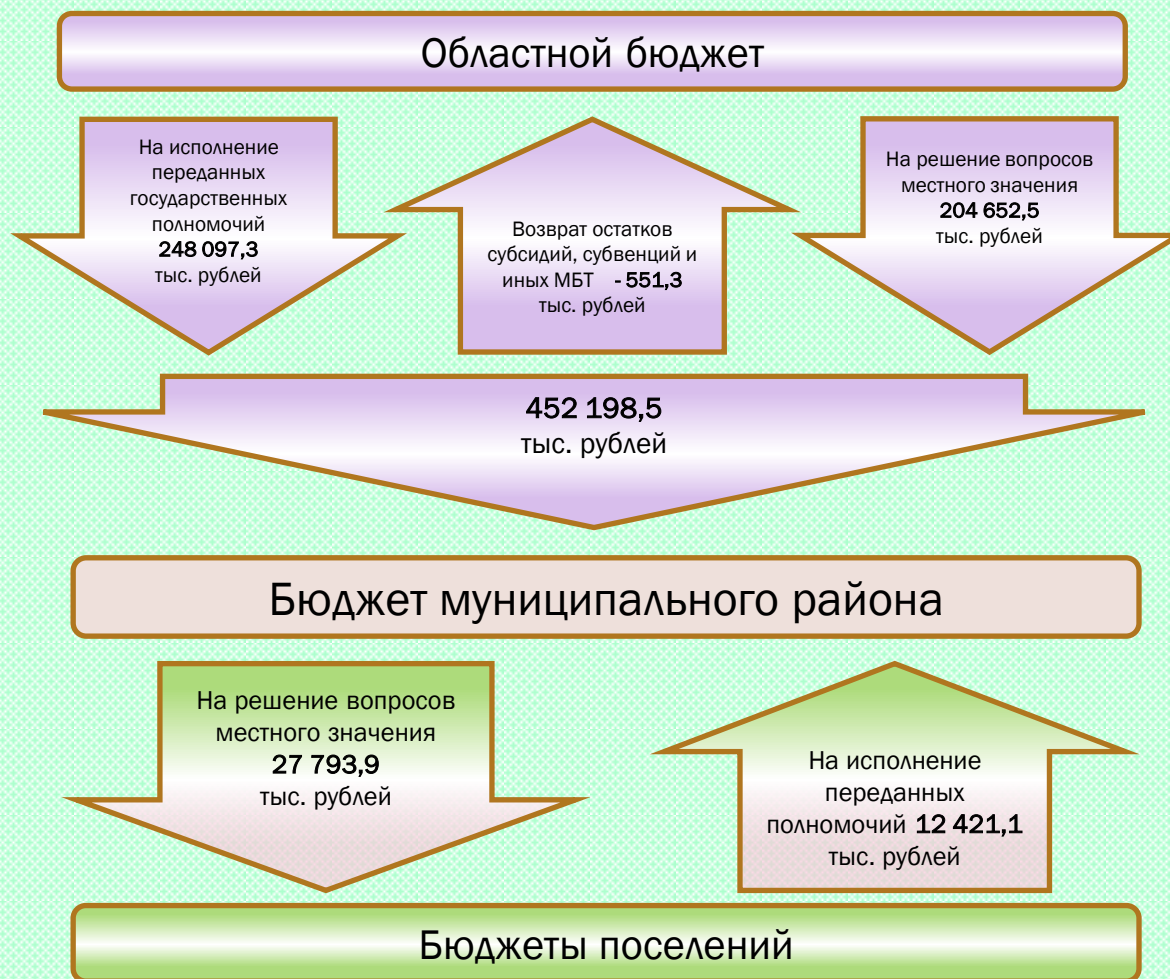 Областной бюджет
На исполнение
переданных
государственных
полномочий
248 097,3
тыс. рублей
Возврат остатков
субсидий, субвенций и
иных МБТ - 551,3
тыс. рублей
На решение вопросов
местного значения
204 652,5
тыс. рублей
452 198,5
тыс. рублей
Бюджет муниципального района
На решение вопросов
местного значения
27 793,9
тыс. рублей
На исполнение
переданных
полномочий 12 421,1
тыс. рублей
Бюджеты поселений